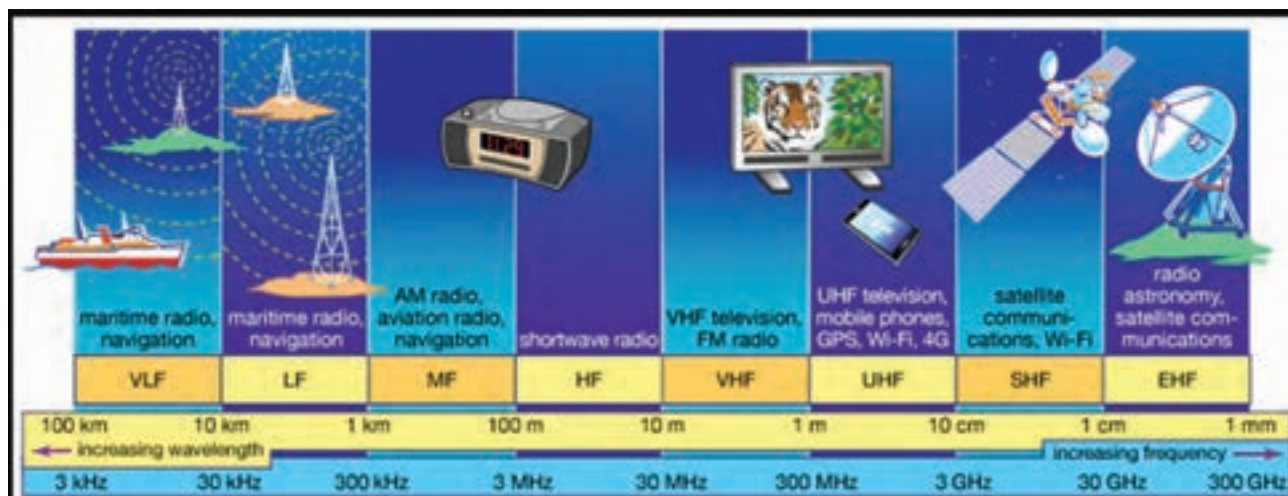 11:29
maritime radio,
navigation
maritime radio,
navigation
AM radio,
aviation radio,
navigation
shortwave radio
VHF television,
FM radio
UHF television,
mobile phones,
GPS, Wi-Fi, 4G
satellite
communi-
cations, Wi-Fi
radio
astronomy,
satellite com-
munications
VLF LF MF HF VHF UHF SHF EHF
100 km 10 km 1 km 100 m 10 m 1 m 10 cm 1 cm 1 mm
increasing wavelength increasing frequency
3 kHz 30 kHz 300 kHz 3 MHz 30 MHz 300 MHz 3 GHz 30 GHz 300 GHz